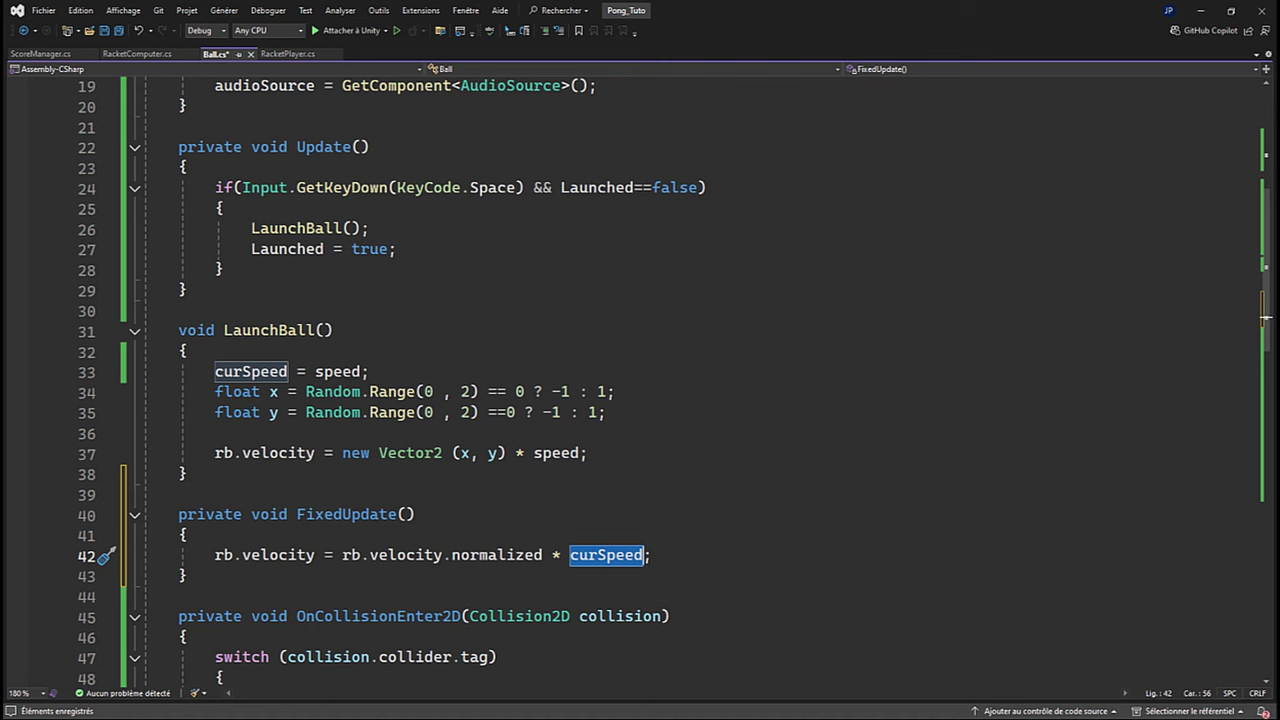 Fichier Edition Affichage Git Projet Générer Déboguer Test Analyser Outils Extensions Fenêtre Aide Rechercher Pong_Tuto JP
Debug Any CPU Attacher à Unity GitHub Copilot
ScoreManager.cs RacketComputer.cs Ball.cs* RacketPlayer.cs
Assembly-CSharp Ball FixedUpdate()
19 audioSource = GetComponent<AudioSource>();
20 }
21
22 private void Update()
23 {
24 if(Input.GetKeyDown(KeyCode.Space) && Launched==false)
25 {
26 LaunchBall();
27 Launched = true;
28 }
29 }
30
31 void LaunchBall()
32 {
33 curSpeed = speed;
34 float x = Random.Range(0 , 2) == 0 ? -1 : 1;
35 float y = Random.Range(0 , 2) ==0 ? -1 : 1;
36
37 rb.velocity = new Vector2 (x, y) * speed;
38 }
39
40 private void FixedUpdate()
41 {
42 rb.velocity = rb.velocity.normalized * curSpeed;
43 }
44
45 private void OnCollisionEnter2D(Collision2D collision)
46 {
47 switch (collision.collider.tag)
48 {
180 % Aucun problème détecté Lig. : 42 Car. : 56 SPC CRLF
Éléments enregistrés Ajouter au contrôle de code source Sélectionner le référentiel 2